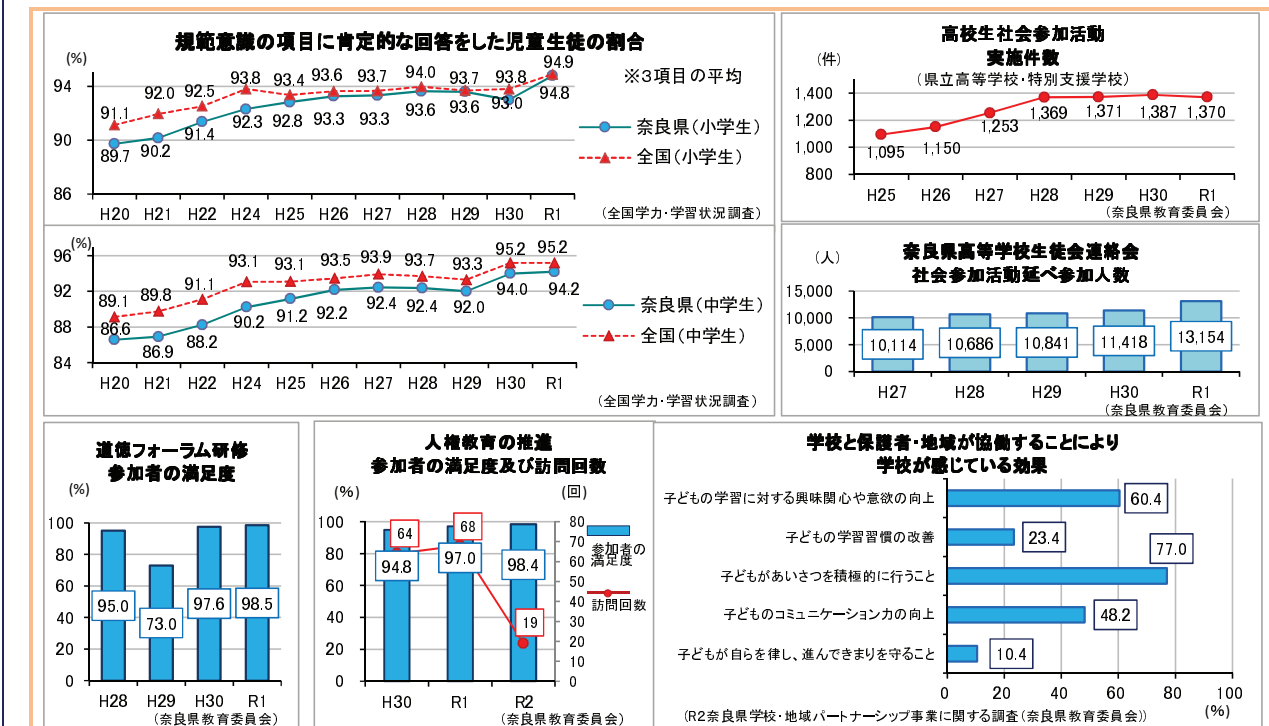 規範意識の項目に肯定的な回答をした児童生徒の割合
(%)
※3項目の平均
94
90
86
91.1 92.0 92.5 93.8 93.4 93.6 93.7 94.0 93.7 93.8 94.9
89.7 90.2 91.4 92.3 92.8 93.3 93.3 93.6 93.6 93.0 94.8
奈良県(小学生)
全国(小学生)
H20 H21 H22 H24 H25 H26 H27 H28 H29 H30 R1
(全国学力・学習状況調査)
(%)
96
92
88
84
89.1 89.8 91.1 93.1 93.1 93.5 93.9 93.7 93.3 95.2 95.2
86.6 86.9 88.2 90.2 91.2 92.2 92.4 92.4 92.0 94.0 94.2
奈良県(中学生)
全国(中学生)
H20 H21 H22 H24 H25 H26 H27 H28 H29 H30 R1
(全国学力・学習状況調査)
高校生社会参加活動
実施件数
(件)
(県立高等学校・特別支援学校)
1,400
1,200
1,000
800
1,095 1,150 1,253 1,369 1,371 1,387 1,370
H25 H26 H27 H28 H29 H30 R1
(奈良県教育委員会)
奈良県高等学校生徒会連絡会
社会参加活動延べ参加人数
(人)
15,000
10,000
5,000
0
10,114 10,686 10,841 11,418 13,154
H27 H28 H29 H30 R1
(奈良県教育委員会)
道徳フォーラム研修
参加者の満足度
(%)
100
80
60
40
20
0
95.0 73.0 97.6 98.5
H28 H29 H30 R1
(奈良県教育委員会)
人権教育の推進
参加者の満足度及び訪問回数
(%) (回)
100
80
60
40
20
0
80
70
60
50
40
30
20
10
0
64 68 19
94.8 97.0 98.4
参加者の
満足度
訪問回数
H30 R1 R2
(奈良県教育委員会)
学校と保護者・地域が協働することにより
学校が感じている効果
子どもの学習に対する興味関心や意欲の向上 60.4
子どもの学習習慣の改善 23.4
子どもがあいさつを積極的に行うこと 77.0
子どものコミュニケーション力の向上 48.2
子どもが自らを律し、進んできまりを守ること 10.4
0 20 40 60 80 100
(%)
(R2奈良県学校・地域パートナーシップ事業に関する調査(奈良県教育委員会))